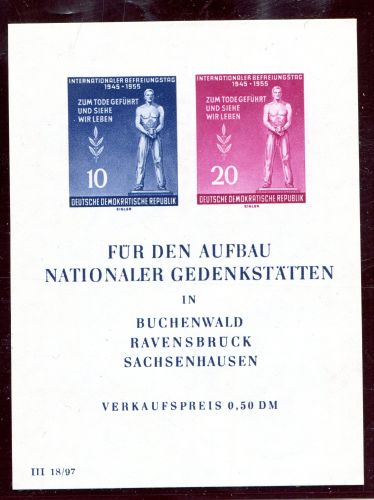 INTERNATIONALER BEFREIUNGSTAG
1945 - 1955
ZUM TODE GEFÜHRT
UND SIEHE
WIR LEBEN
10
DEUTSCHE DEMOKRATISCHE REPUBLIK
SIGLER
INTERNATIONALER BEFREIUNGSTAG
1945 - 1955
ZUM TODE GEFÜHRT
UND SIEHE
WIR LEBEN
20
DEUTSCHE DEMOKRATISCHE REPUBLIK
SIGLER
FÜR DEN AUFBAU
NATIONALER GEDENKSTÄTTEN
IN
BUCHENWALD
RAVENSBRÜCK
SACHSENHAUSEN
VERKAUFSPREIS 0,50 DM
III 18/97